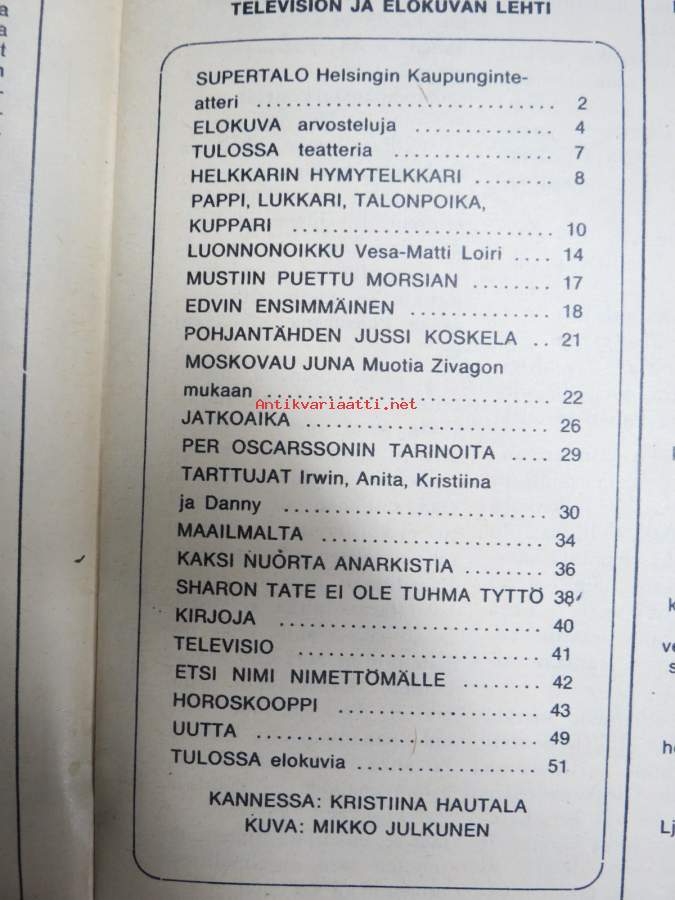 TELEVISION JA ELOKUVAN LEHTI
SUPERTALO Helsingin Kaupunginte-
atteri .............................. 2
ELOKUVA arvosteluja .............. 4
TULOSSA teatteria ................ 7
HELKKARIN HYMYTELKKARI ........ 8
PAPPI, LUKKARI, TALONPOIKA,
KUPPARI .......................... 10
LUONNONOIKKU Vesa-Matti Loiri .... 14
MUSTIIN PUETTU MORSIAN ........ 17
EDVIN ENSIMMÄINEN .............. 18
POHJANTÄHDEN JUSSI KOSKELA .. 21
MOSKOVAU JUNA Muotia Zivagon
mukaan ............................ 22
Antikvariaatti.net
JATKOAIKA ........................ 26
PER OSCARSSONIN TARINOITA .... 29
TARTTUJAT Irwin, Anita, Kristiina
ja Danny .......................... 30
MAAILMALTA ...................... 34
KAKSI NUORTA ANARKISTIA ........ 36
SHARON TATE EI OLE TUHMA TYTTÖ 38
KIRJOJA .......................... 40
TELEVISIO ........................ 41
ETSI NIMI NIMETTÖMÄLLE ........ 42
HOROSKOOPPI .................... 43
UUTTA ............................ 49
TULOSSA elokuvia .................. 51
KANNESSA: KRISTIINA HAUTALA
KUVA: MIKKO JULKUNEN